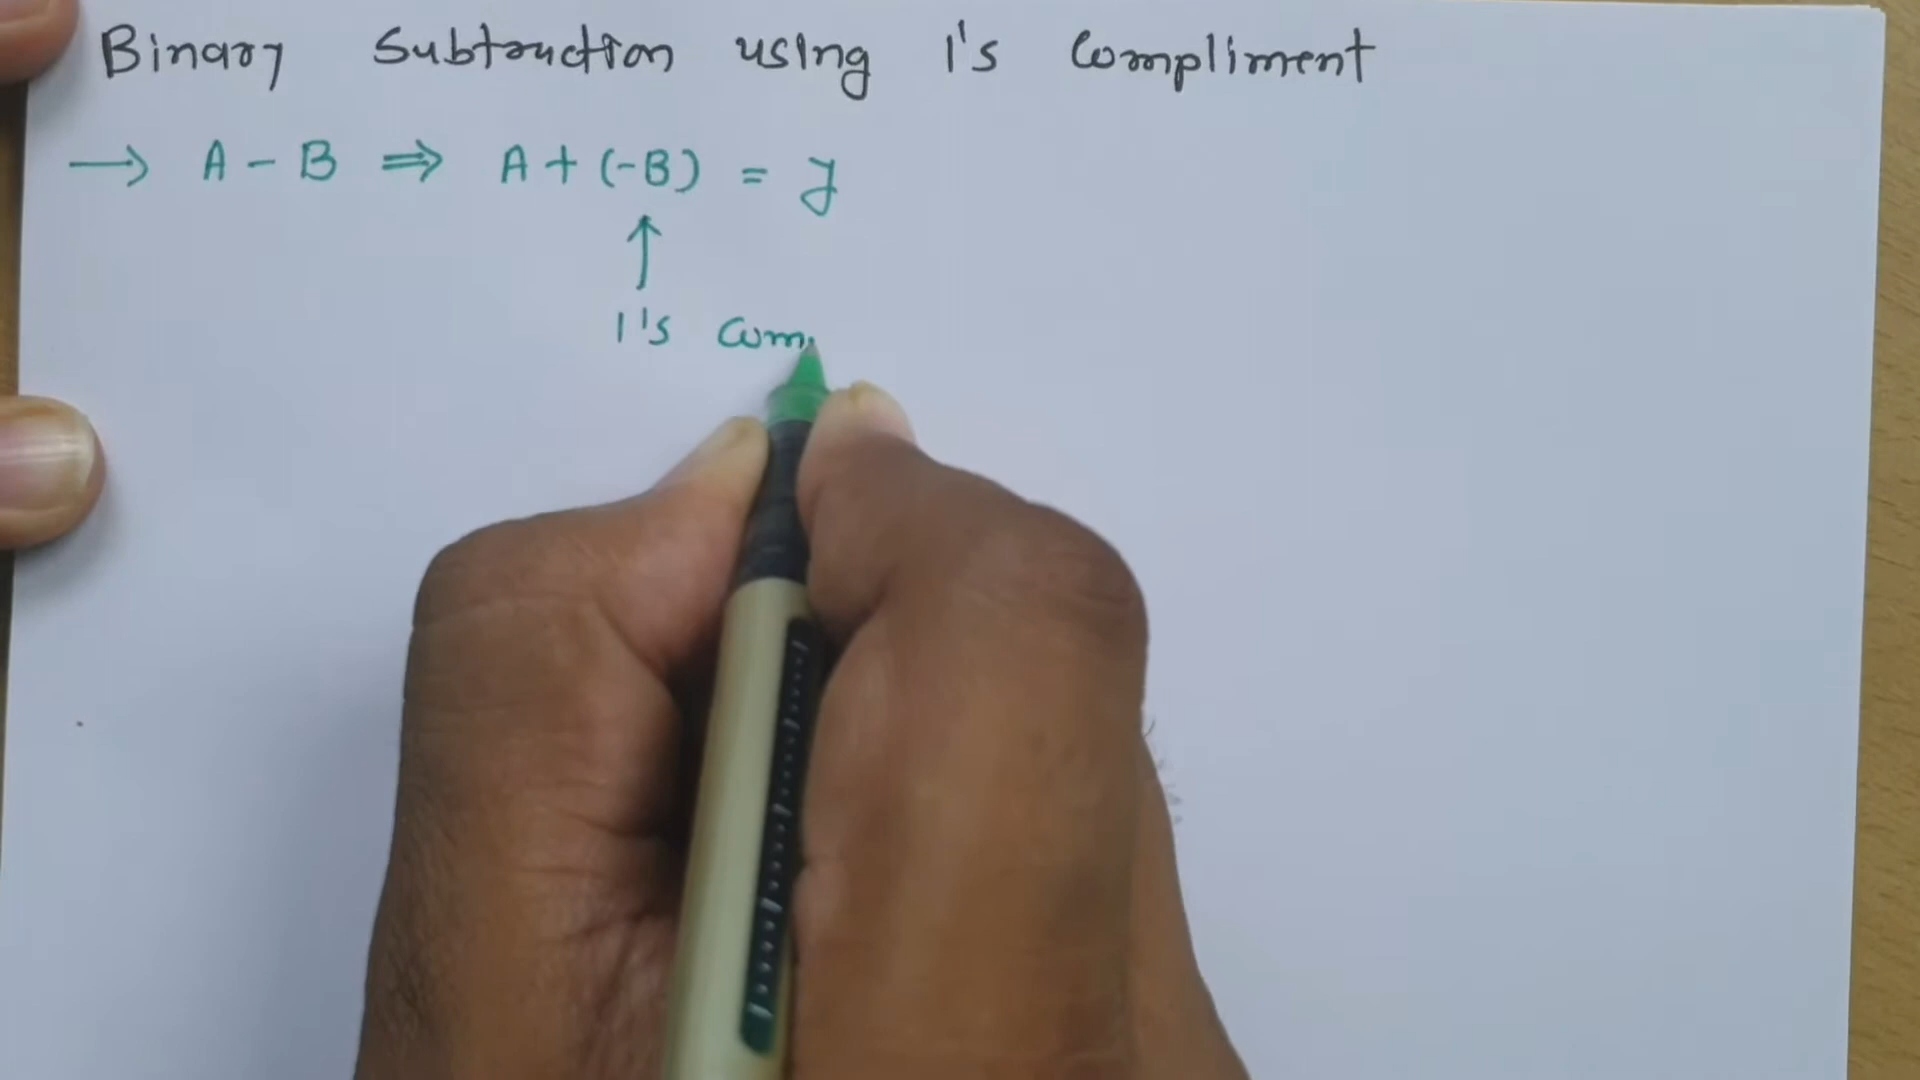 Binary Subtraction using 1's Compliment
→ A - B ⇒ A + (-B) = y
↑
1's Com